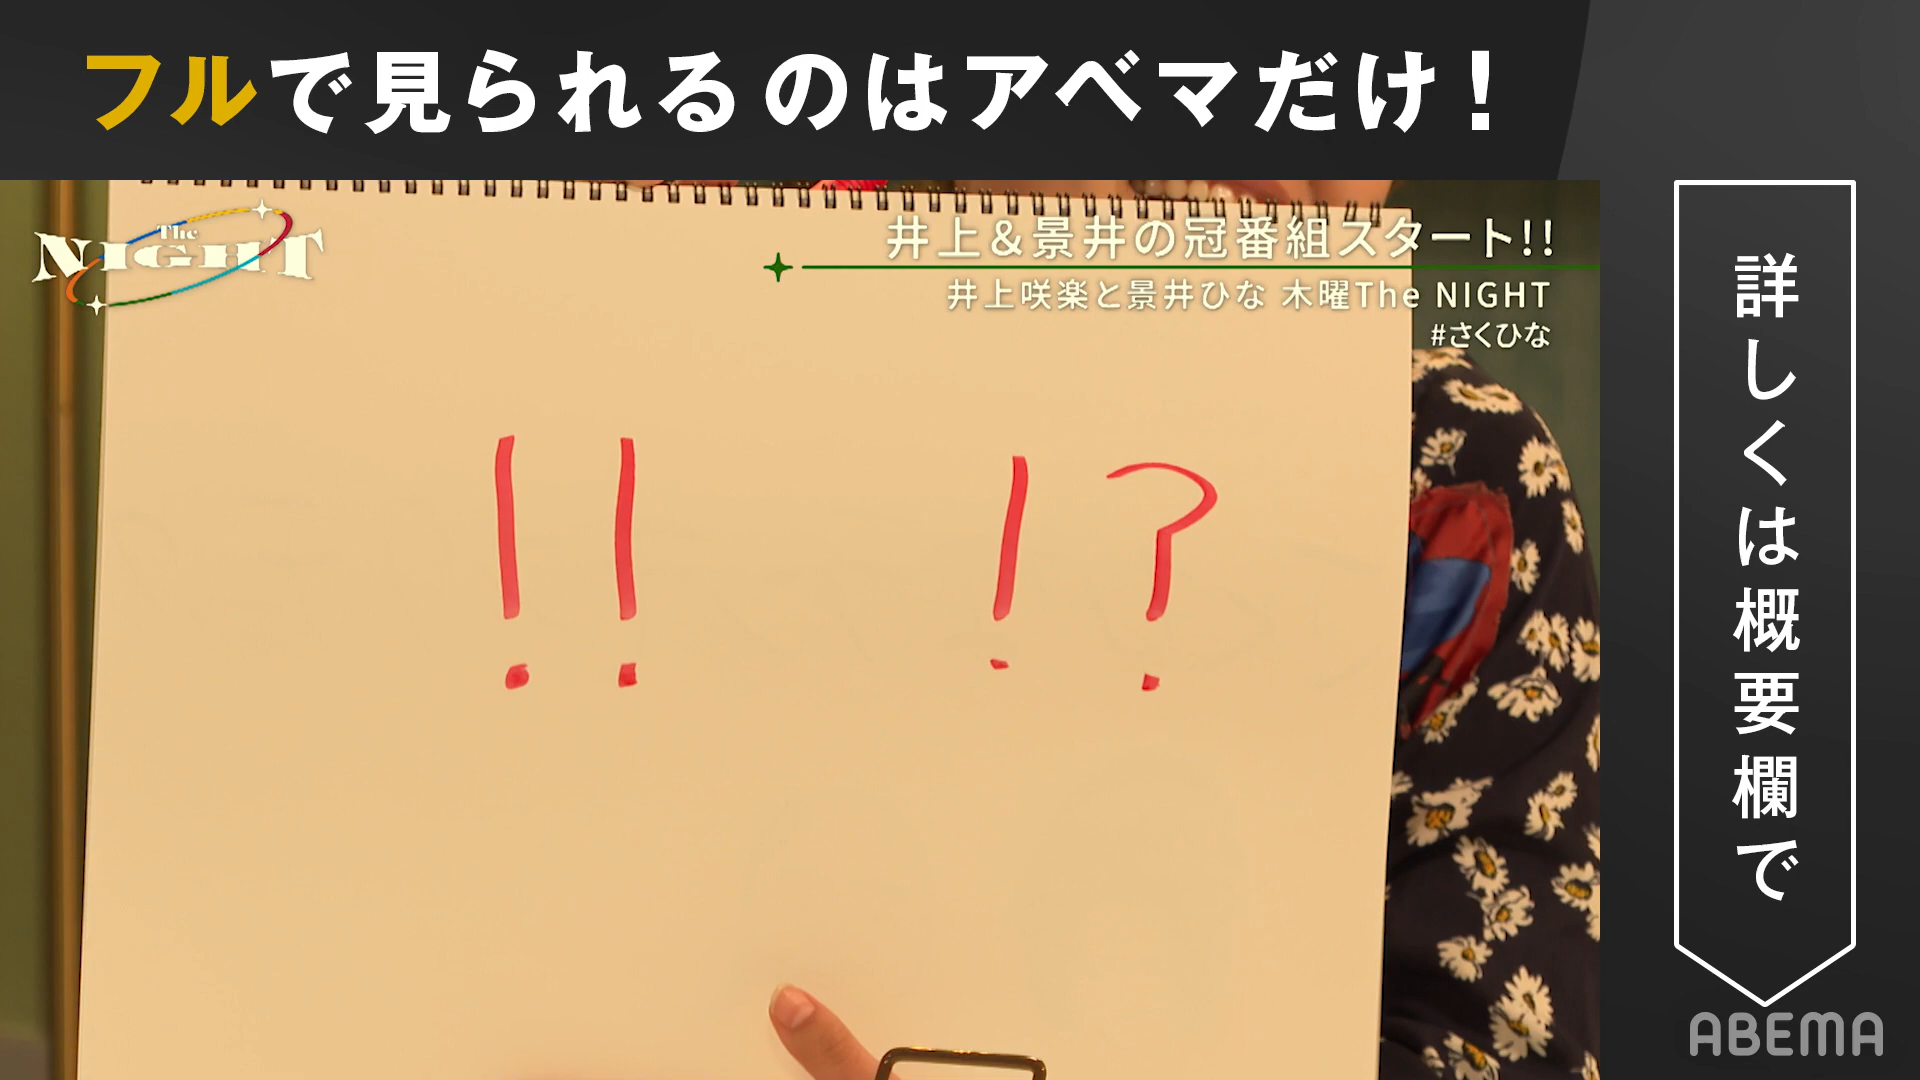 フルで見られるのはアベマだけ！
The
NIGHT
井上&景井の冠番組スタート!!
井上咲楽と景井ひな 木曜The NIGHT
#さくひな
!! !?
詳しくは概要欄で
ABEMA